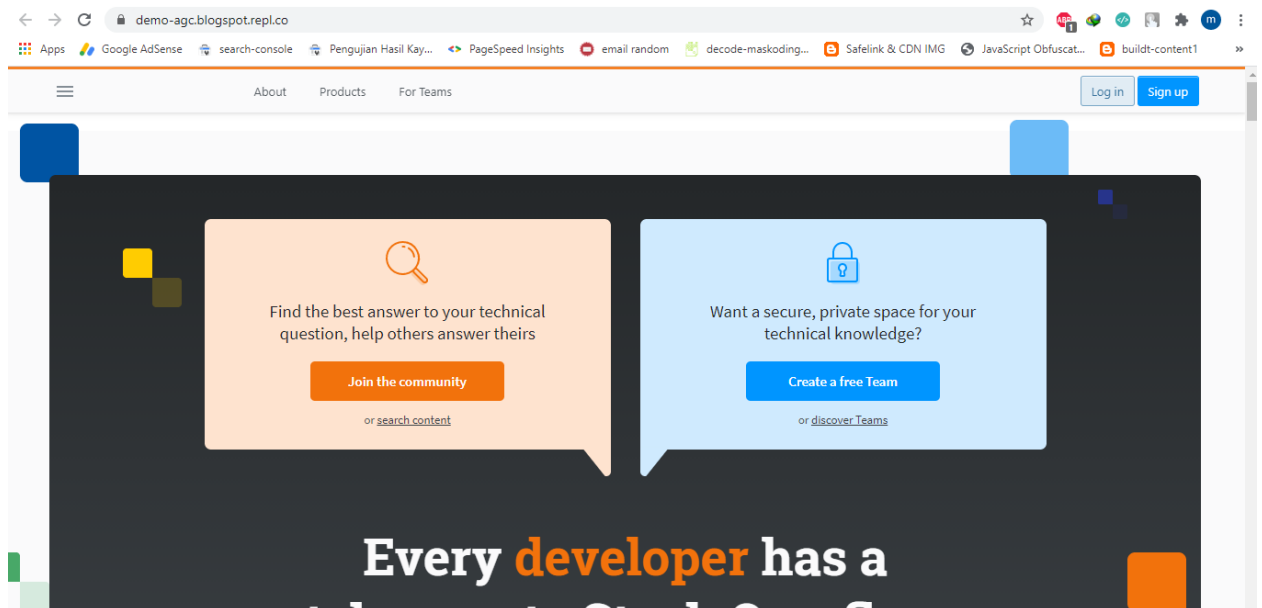 demo-agc.blogspot.repl.co
ABP
1
m
Apps Google AdSense search-console Pengujian Hasil Kay... PageSpeed Insights email random decode-maskoding... Safelink & CDN IMG JavaScript Obfuscat... buildt-content1 »
About Products For Teams Log in Sign up
Find the best answer to your technical
question, help others answer theirs
Join the community
or search content
Want a secure, private space for your
technical knowledge?
Create a free Team
or discover Teams
Every developer has a